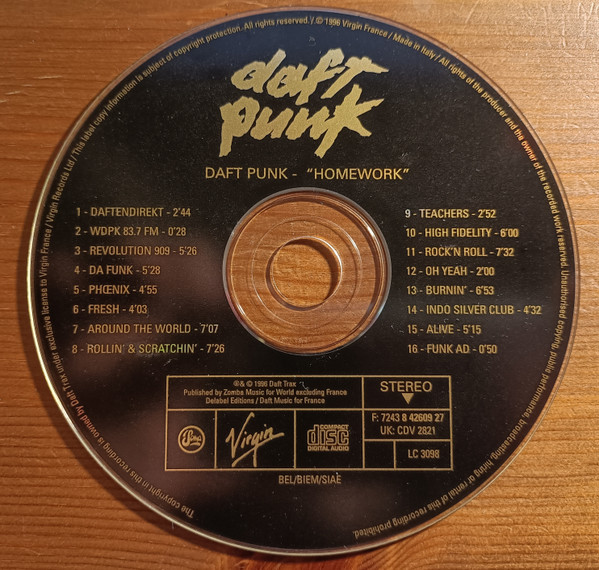 daft
punk
DAFT PUNK - "HOMEWORK"
1 - DAFTENDIREKT - 2'44
2 - WDPK 83.7 FM - 0'28
3 - REVOLUTION 909 - 5'26
4 - DA FUNK - 5'28
5 - PHŒNIX - 4'55
6 - FRESH - 4'03
7 - AROUND THE WORLD - 7'07
8 - ROLLIN' & SCRATCHIN' - 7'26
9 - TEACHERS - 2'52
10 - HIGH FIDELITY - 6'00
11 - ROCK'N ROLL - 7'32
12 - OH YEAH - 2'00
13 - BURNIN' - 6'53
14 - INDO SILVER CLUB - 4'32
15 - ALIVE - 5'15
16 - FUNK AD - 0'50
℗& © 1996 Daft Trax
Published by Zomba Music for World excluding France
Delabel Editions / Daft Music for France
STEREO
F: 7243 8 42609 27
UK: CDV 2821
LC 3098
Virgin
COMPACT
disc
DIGITAL AUDIO
BEL/BIEM/SIAE
The copyright in this recording is owned by Daft Trax under exclusive license to Virgin France / Virgin Records Ltd / This label copy information is subject of copyright protection. All rights reserved. / © 1996 Virgin France / Made in Italy / All rights of the producer and the owner of the recorded work reserved. Unauthorised copying, public performance, broadcasting, hiring or rental of this recording prohibited.